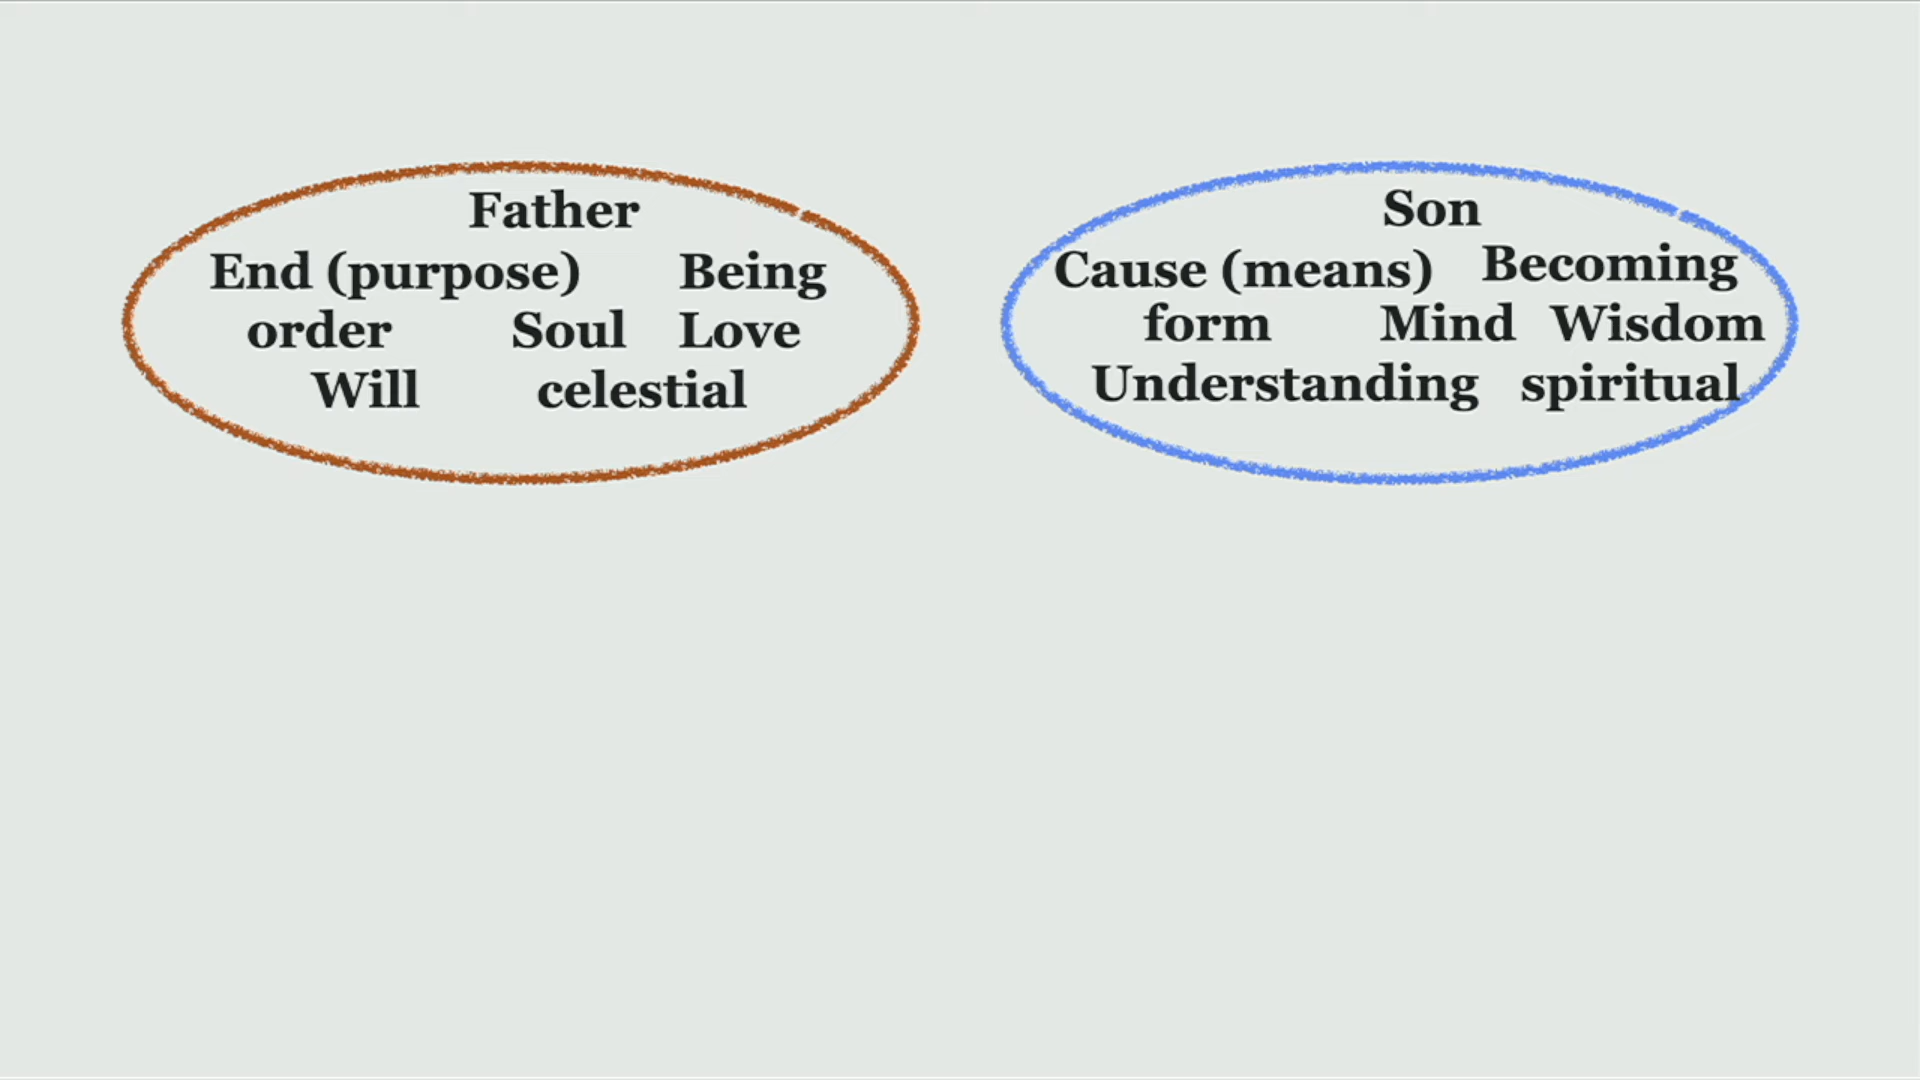 Father
End (purpose) Being
order Soul Love
Will celestial
Son
Cause (means) Becoming
form Mind Wisdom
Understanding spiritual